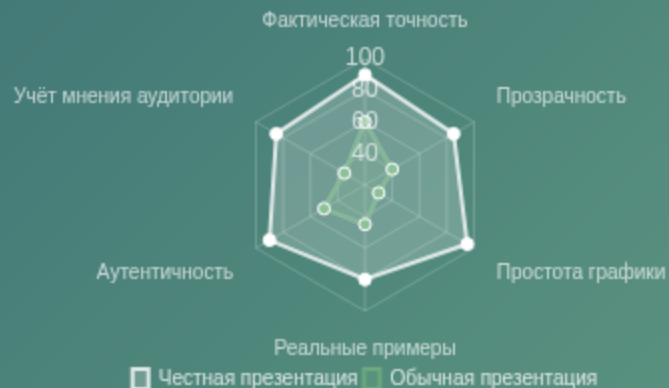 Фактическая точность
100
Учёт мнения аудитории
80
Прозрачность
60
40
Аутентичность
Простота графики
Реальные примеры
Честная презентация
Обычная презентация